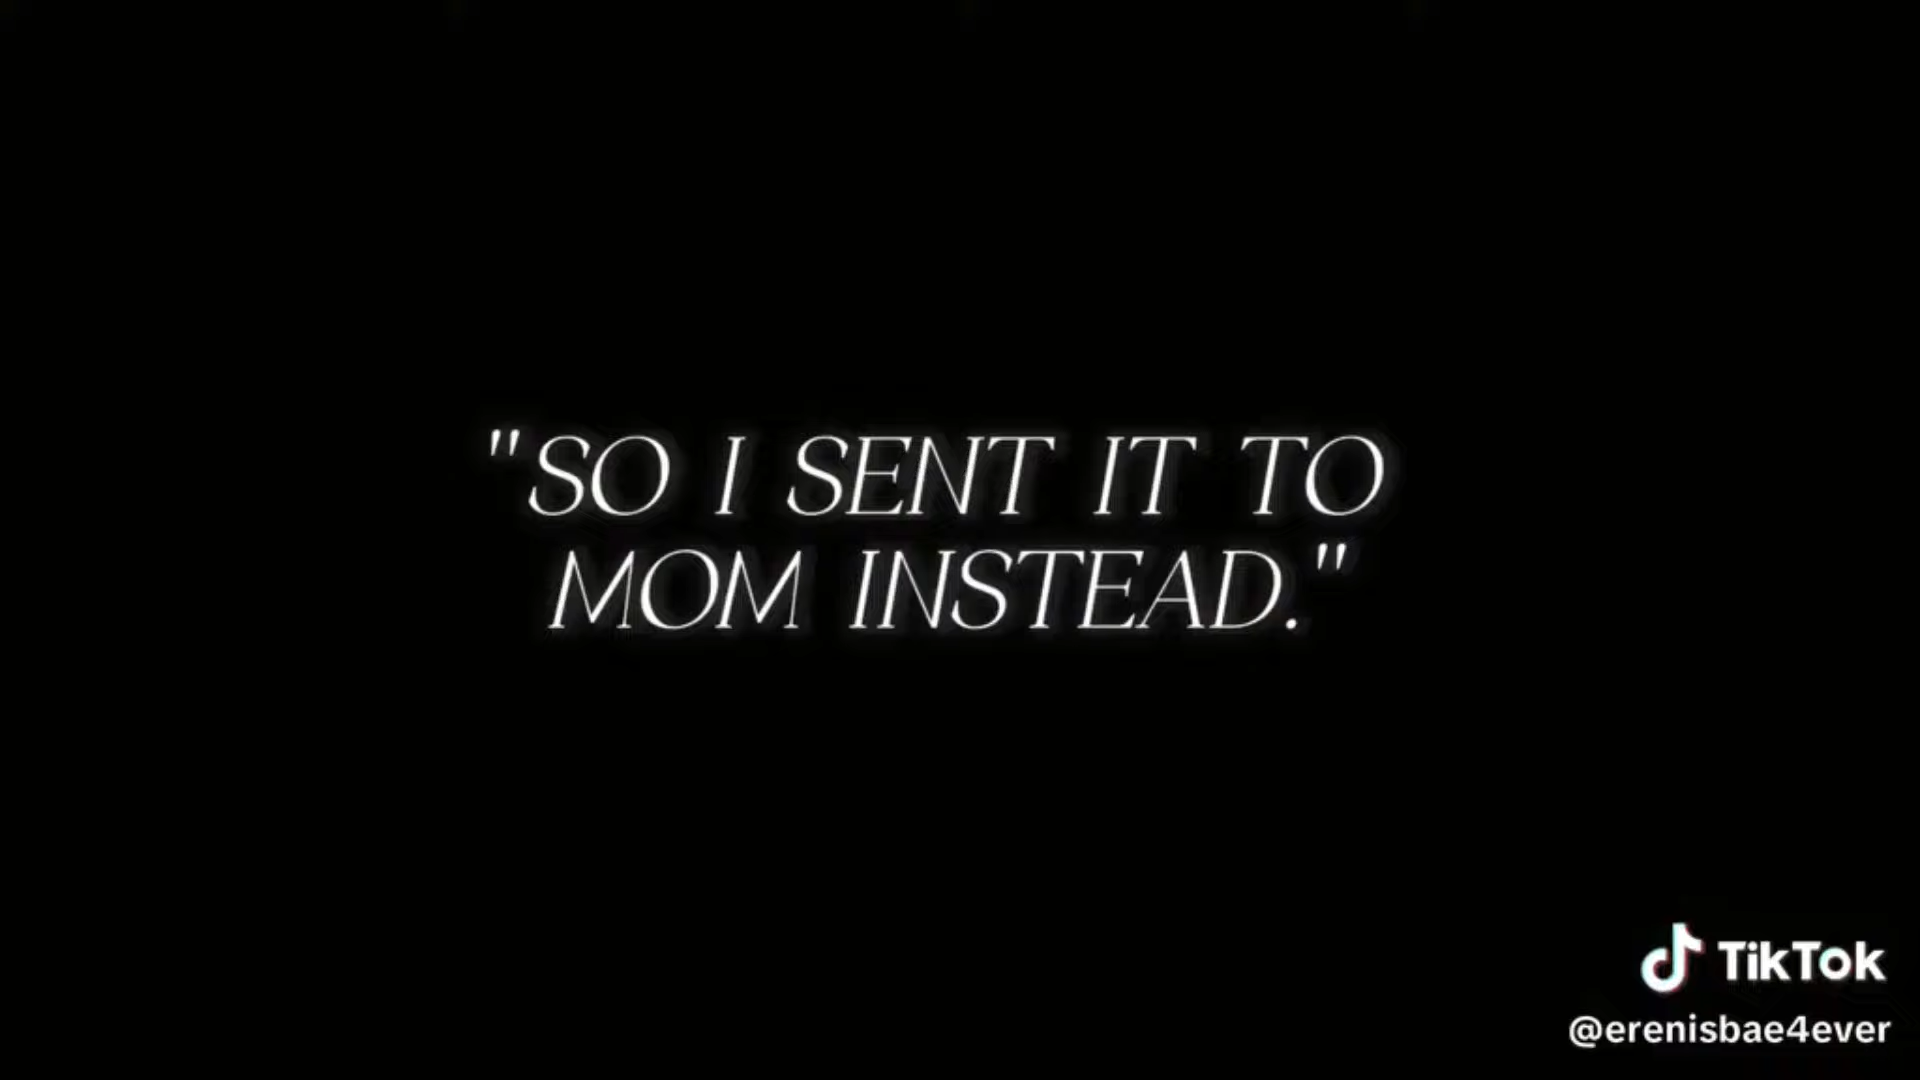 "SO I SENT IT TO
MOM INSTEAD."
TikTok
@erenisbae4ever